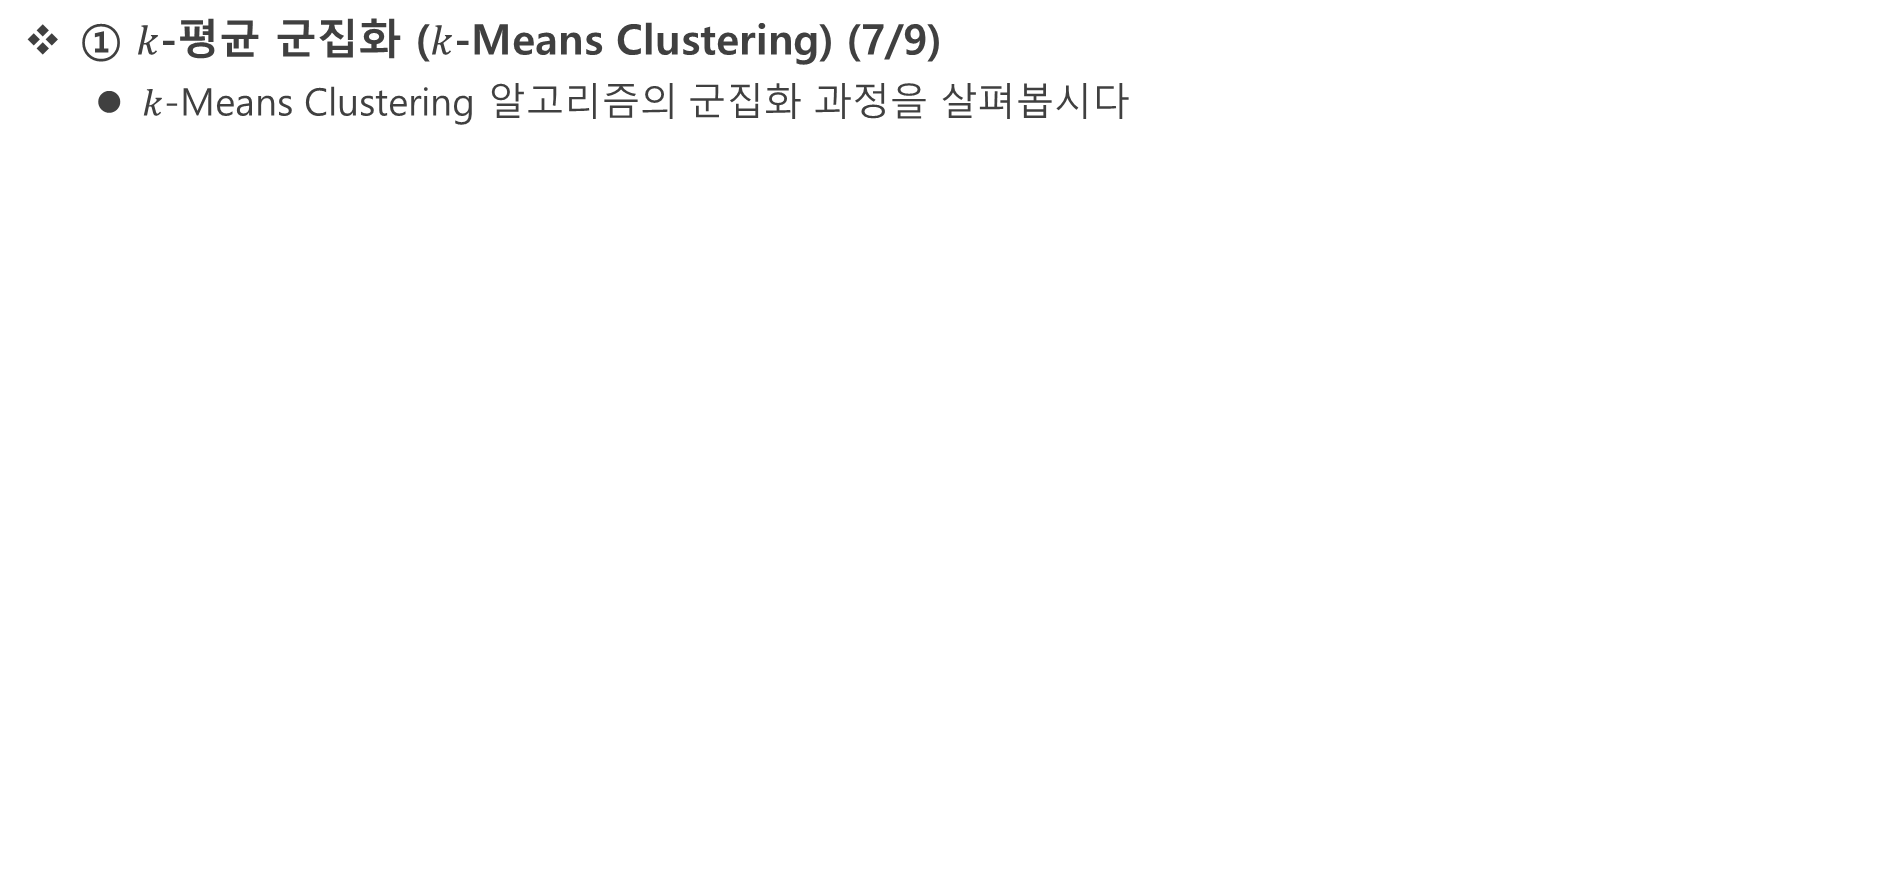 ❖ ① k-평균 군집화 (k-Means Clustering) (7/9)
● k-Means Clustering 알고리즘의 군집화 과정을 살펴봅시다